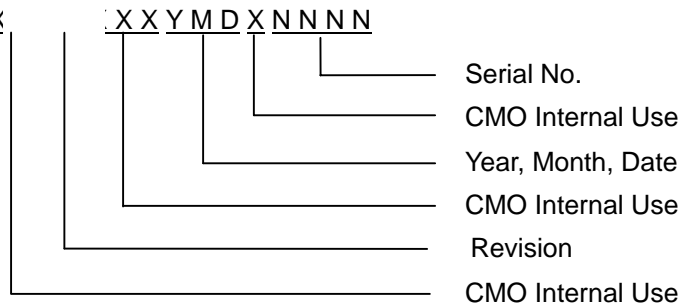 X X Y M D X N N N N
Serial No.
CMO Internal Use
Year, Month, Date
CMO Internal Use
Revision
CMO Internal Use